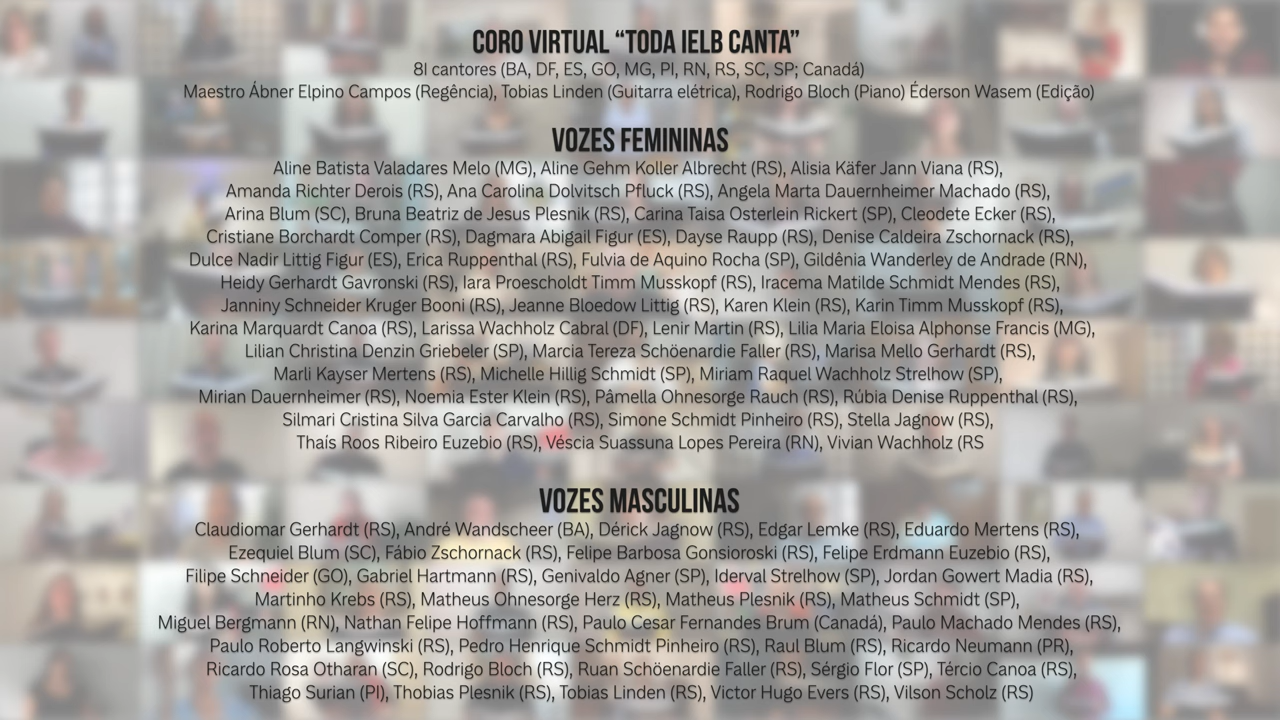 CORO VIRTUAL “TODA IELB CANTA”
81 cantores (BA, DF, ES, GO, MG, PI, RN, RS, SC, SP; Canadá)
Maestro Ábner Elpino Campos (Regência), Tobias Linden (Guitarra elétrica), Rodrigo Bloch (Piano) Éderson Wasem (Edição)
VOZES FEMININAS
Aline Batista Valadares Melo (MG), Aline Gehm Koller Albrecht (RS), Alisia Käfer Jann Viana (RS),
Amanda Richter Derois (RS), Ana Carolina Dolvitsch Pfluck (RS), Angela Marta Dauernheimer Machado (RS),
Arina Blum (SC), Bruna Beatriz de Jesus Plesnik (RS), Carina Taisa Osterlein Rickert (SP), Cleodete Ecker (RS),
Cristiane Borchardt Comper (RS), Dagmara Abigail Figur (ES), Dayse Raupp (RS), Denise Caldeira Zschornack (RS),
Dulce Nadir Littig Figur (ES), Erica Ruppenthal (RS), Fulvia de Aquino Rocha (SP), Gildênia Wanderley de Andrade (RN),
Heidy Gerhardt Gavronski (RS), Iara Proescholdt Timm Musskopf (RS), Iracema Matilde Schmidt Mendes (RS),
Janniny Schneider Kruger Booni (RS), Jeanne Bloedow Littig (RS), Karen Klein (RS), Karin Timm Musskopf (RS),
Karina Marquardt Canoa (RS), Larissa Wachholz Cabral (DF), Lenir Martin (RS), Lilia Maria Eloisa Alphonse Francis (MG),
Lilian Christina Denzin Griebeler (SP), Marcia Tereza Schöenardie Faller (RS), Marisa Mello Gerhardt (RS),
Marli Kayser Mertens (RS), Michelle Hillig Schmidt (SP), Miriam Raquel Wachholz Strelhow (SP),
Mirian Dauernheimer (RS), Noemia Ester Klein (RS), Pâmella Ohnesorge Rauch (RS), Rúbia Denise Ruppenthal (RS),
Silmari Cristina Silva Garcia Carvalho (RS), Simone Schmidt Pinheiro (RS), Stella Jagnow (RS),
Thaís Roos Ribeiro Euzebio (RS), Véscia Suassuna Lopes Pereira (RN), Vivian Wachholz (RS
VOZES MASCULINAS
Claudiomar Gerhardt (RS), André Wandscheer (BA), Dérick Jagnow (RS), Edgar Lemke (RS), Eduardo Mertens (RS),
Ezequiel Blum (SC), Fábio Zschornack (RS), Felipe Barbosa Gonsioroski (RS), Felipe Erdmann Euzebio (RS),
Filipe Schneider (GO), Gabriel Hartmann (RS), Genivaldo Agner (SP), Iderval Strelhow (SP), Jordan Gowert Madia (RS),
Martinho Krebs (RS), Matheus Ohnesorge Herz (RS), Matheus Plesnik (RS), Matheus Schmidt (SP),
Miguel Bergmann (RN), Nathan Felipe Hoffmann (RS), Paulo Cesar Fernandes Brum (Canadá), Paulo Machado Mendes (RS),
Paulo Roberto Langwinski (RS), Pedro Henrique Schmidt Pinheiro (RS), Raul Blum (RS), Ricardo Neumann (PR),
Ricardo Rosa Otharan (SC), Rodrigo Bloch (RS), Ruan Schöenardie Faller (RS), Sérgio Flor (SP), Tércio Canoa (RS),
Thiago Surian (PI), Thobias Plesnik (RS), Tobias Linden (RS), Victor Hugo Evers (RS), Vilson Scholz (RS)